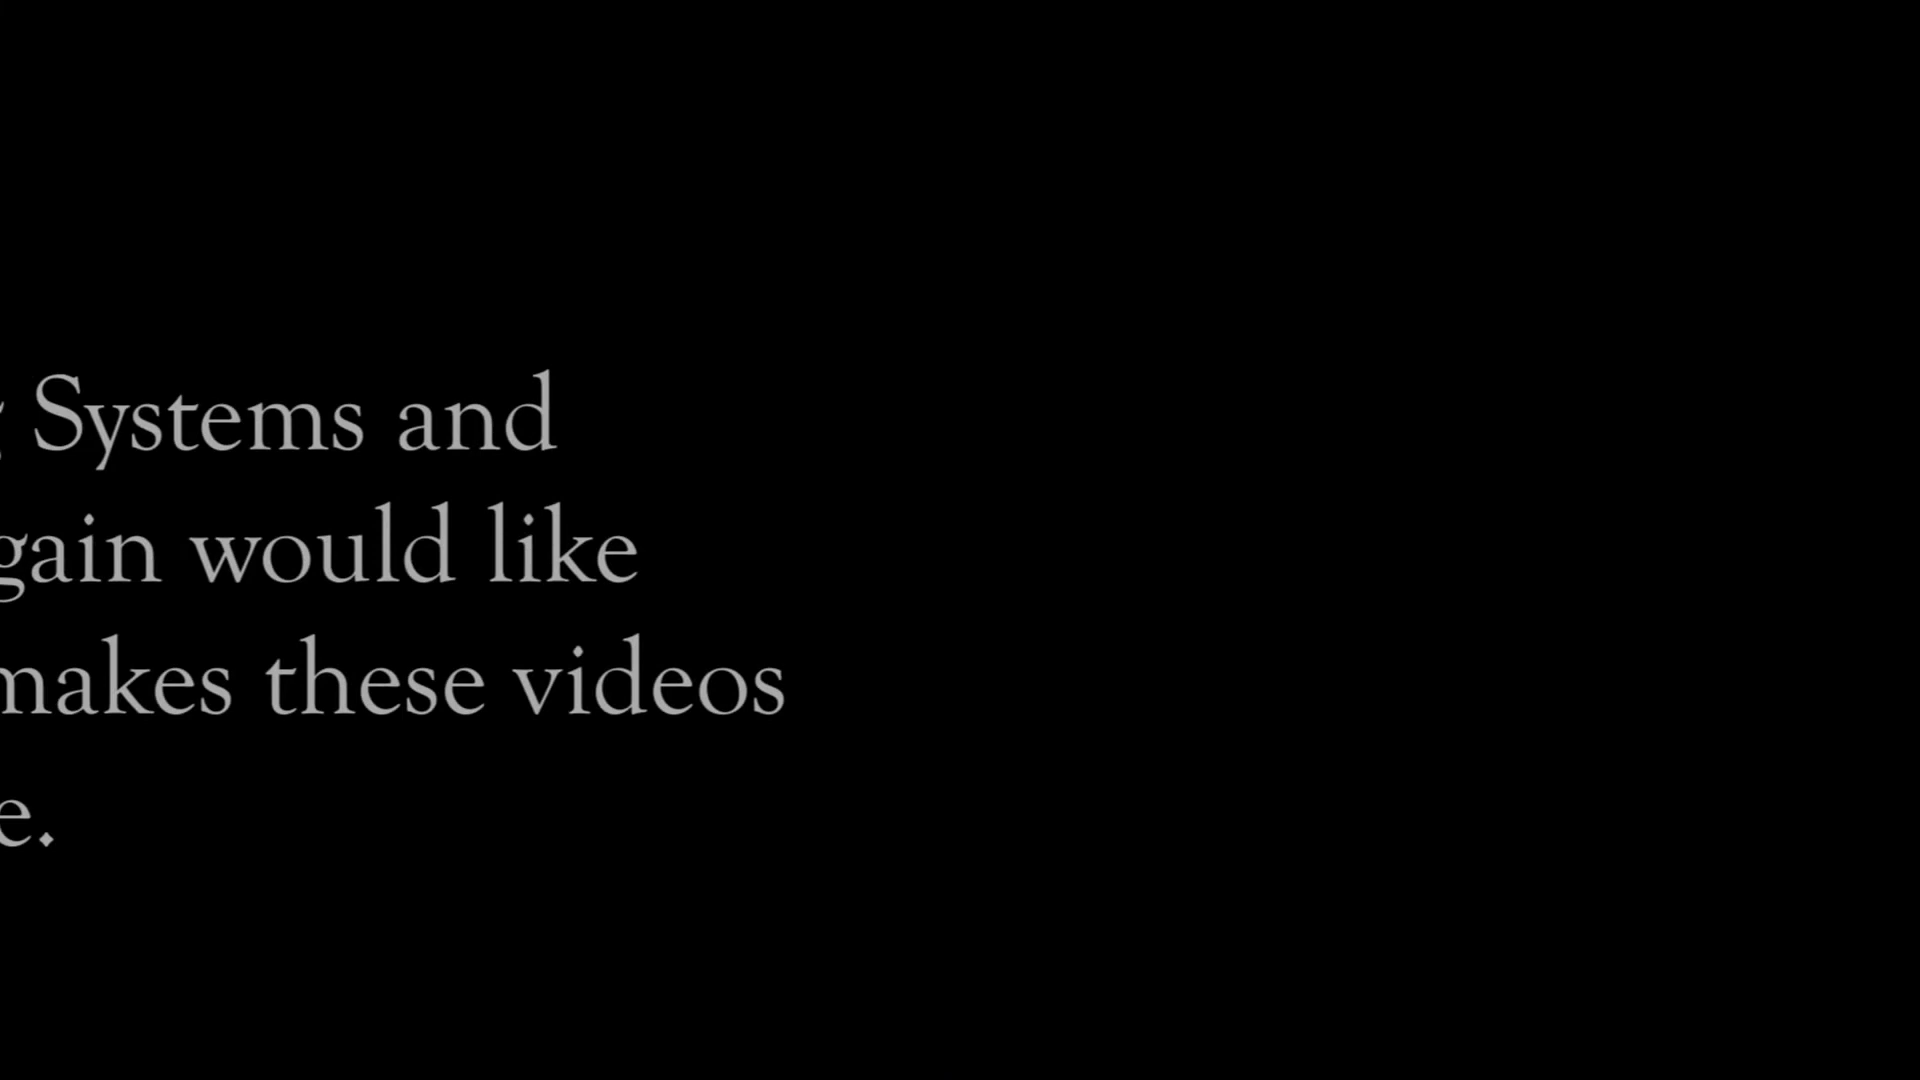 Systems and
gain would like
makes these videos
e.